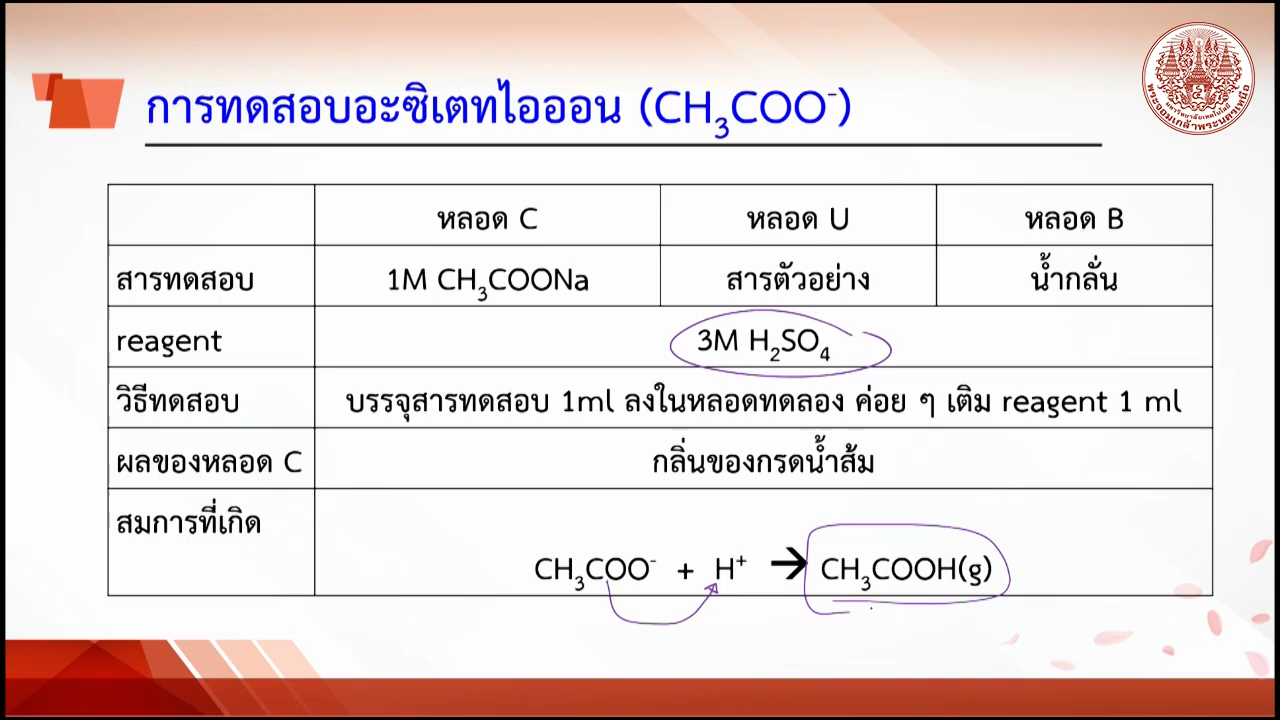 การทดสอบอะซิเตทไอออน (CH₃COO⁻)
หลอด C หลอด U หลอด B
สารทดสอบ 1M CH₃COONa สารตัวอย่าง น้ำกลั่น
reagent 3M H₂SO₄
วิธีทดสอบ บรรจุสารทดสอบ 1ml ลงในหลอดทดลอง ค่อย ๆ เติม reagent 1 ml
ผลของหลอด C กลิ่นของกรดน้ำส้ม
สมการที่เกิด
CH₃COO⁻ + H⁺ → CH₃COOH(g)